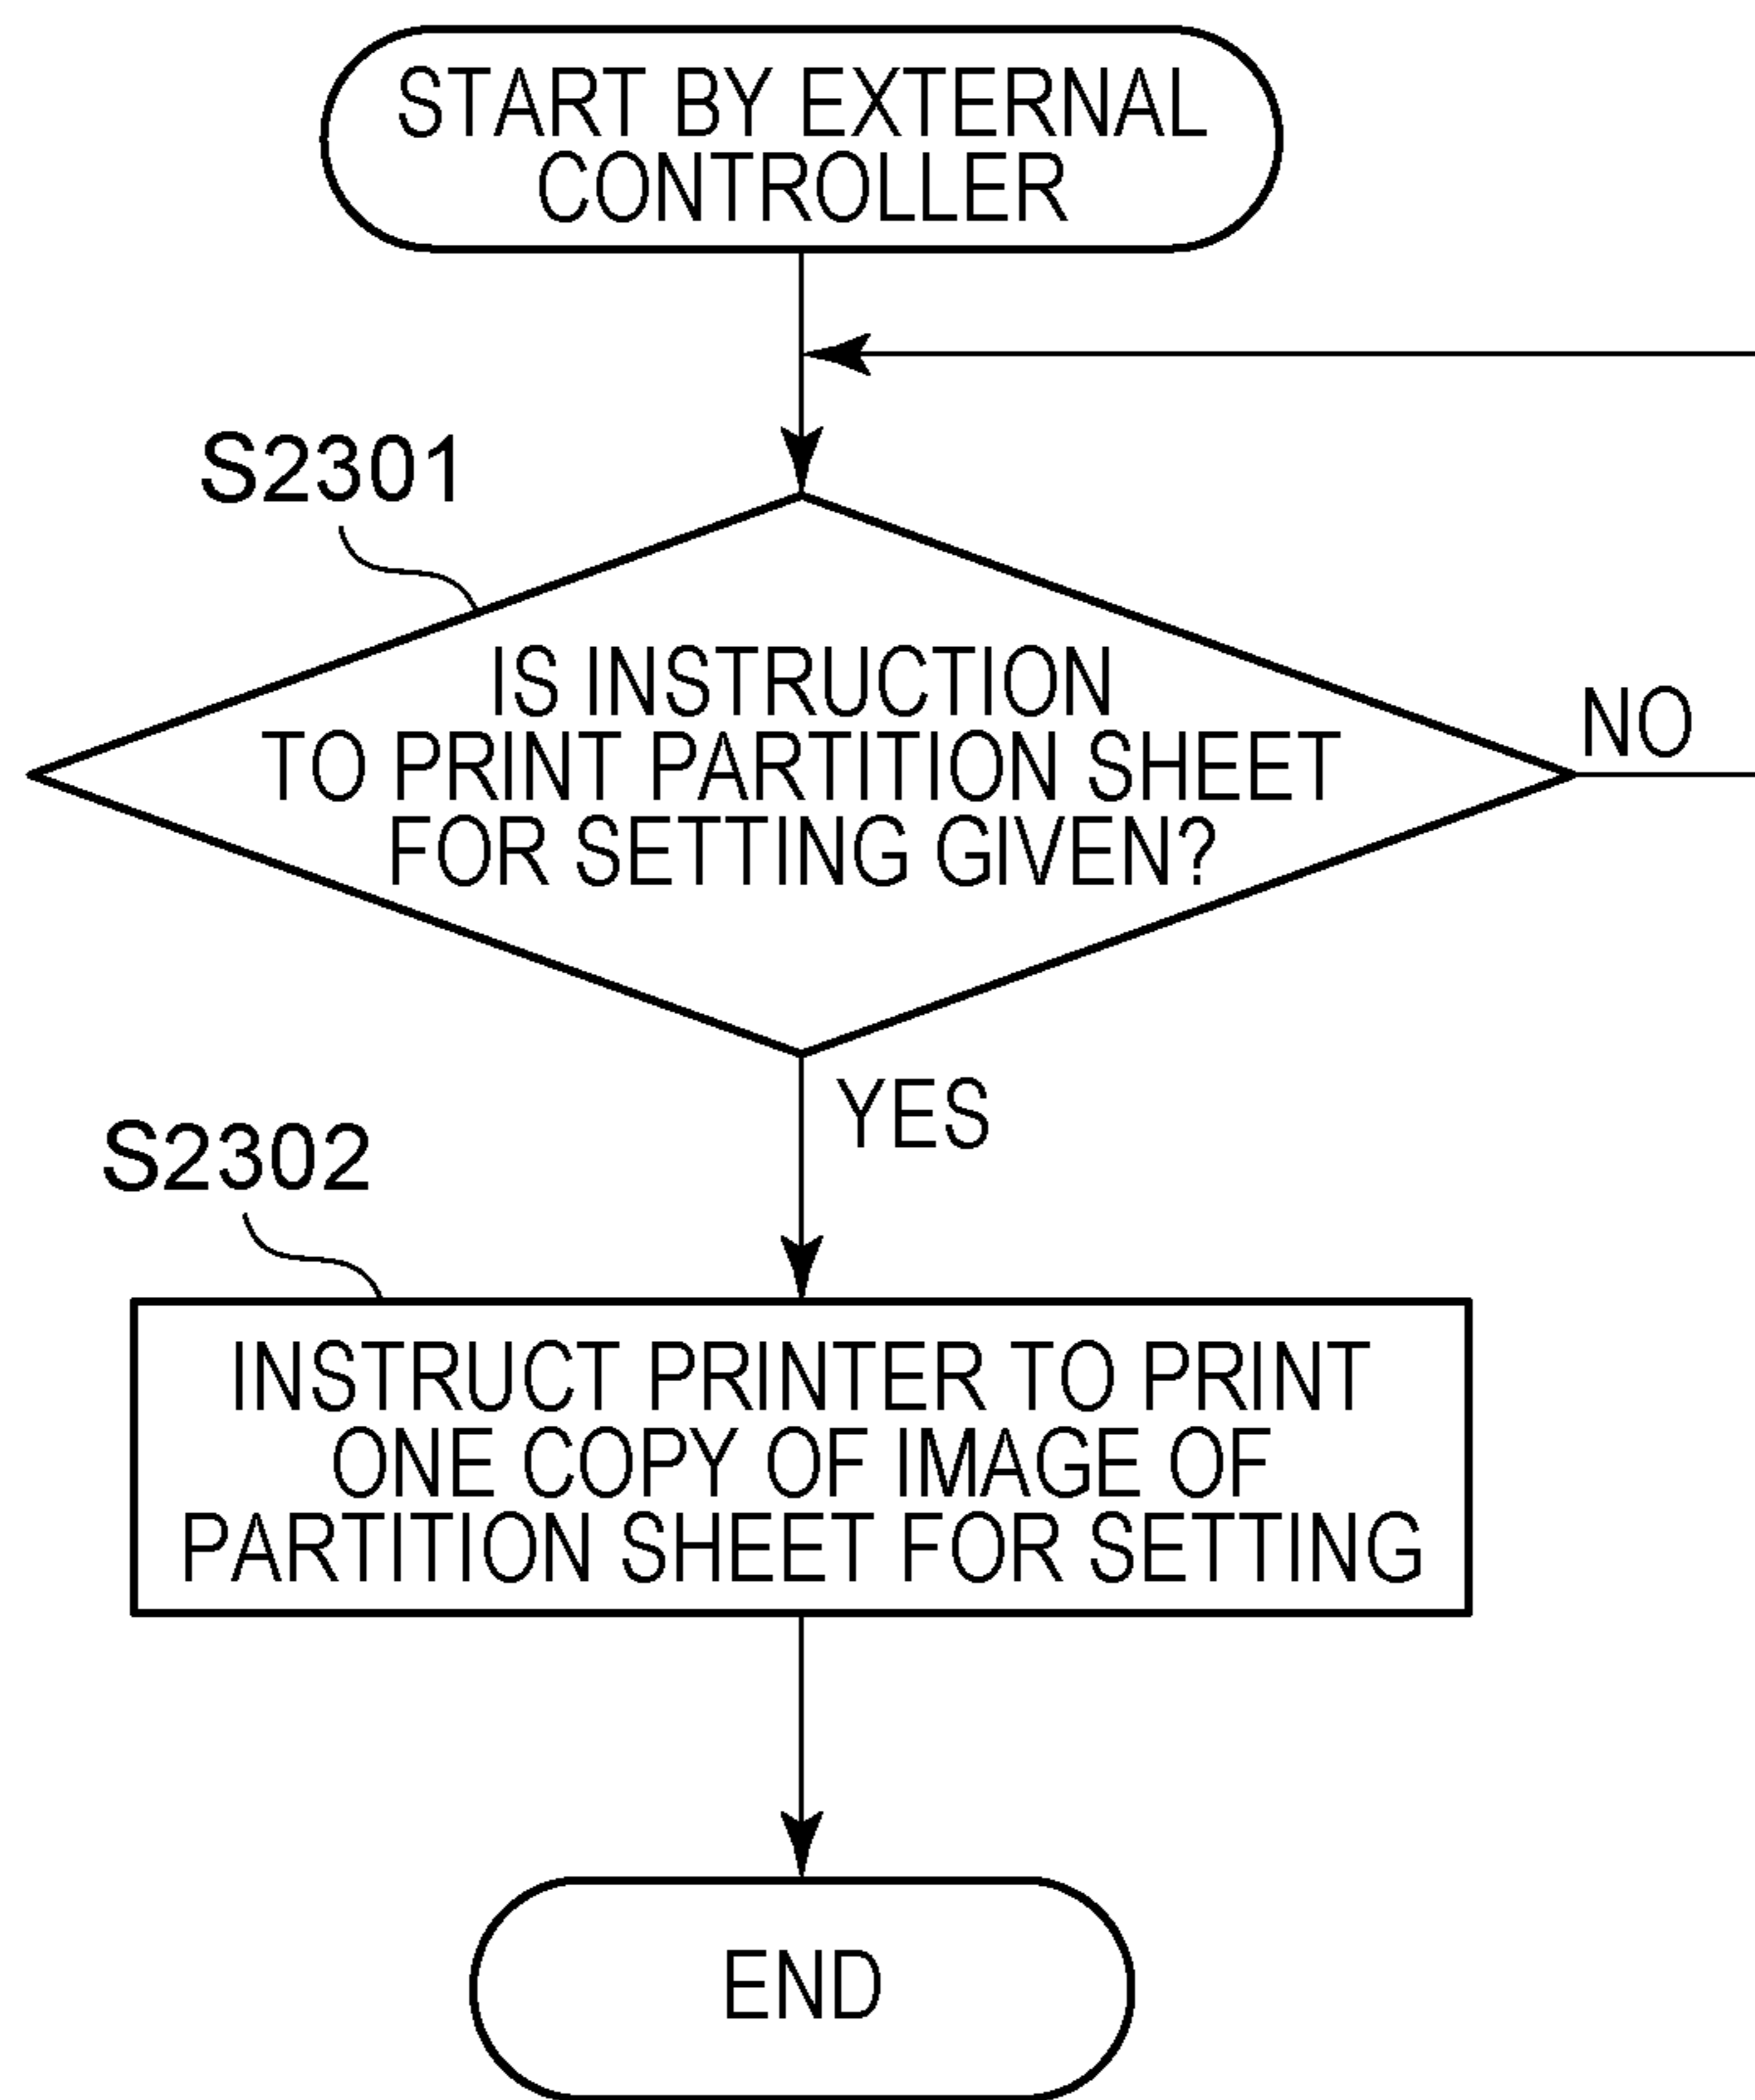 START BY EXTERNAL
CONTROLLER
S2301
IS INSTRUCTION
TO PRINT PARTITION SHEET
FOR SETTING GIVEN?
NO
YES
S2302
INSTRUCT PRINTER TO PRINT
ONE COPY OF IMAGE OF
PARTITION SHEET FOR SETTING
END